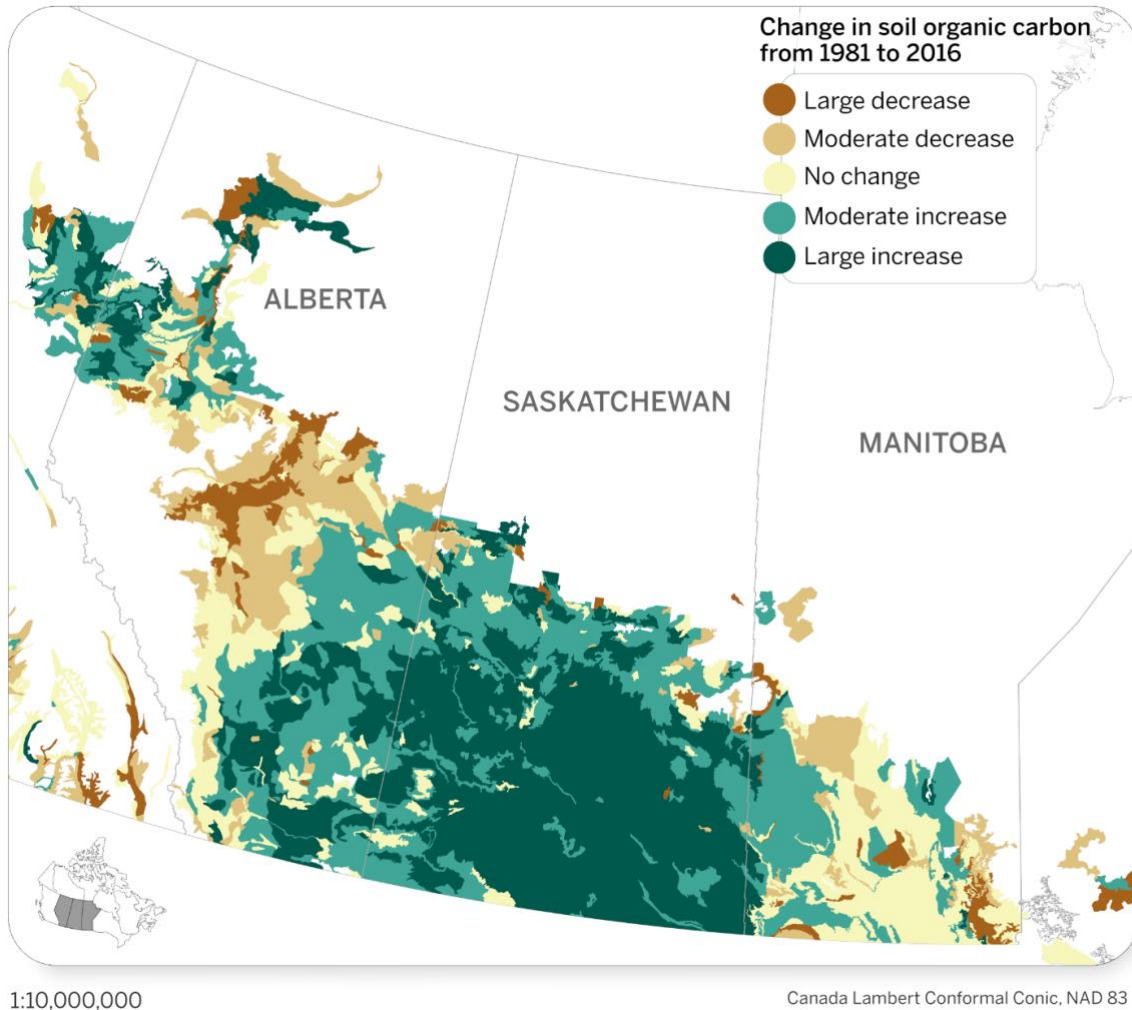 Change in soil organic carbon
from 1981 to 2016
Large decrease
Moderate decrease
No change
Moderate increase
Large increase
ALBERTA
SASKATCHEWAN
MANITOBA
1:10,000,000
Canada Lambert Conformal Conic, NAD 83